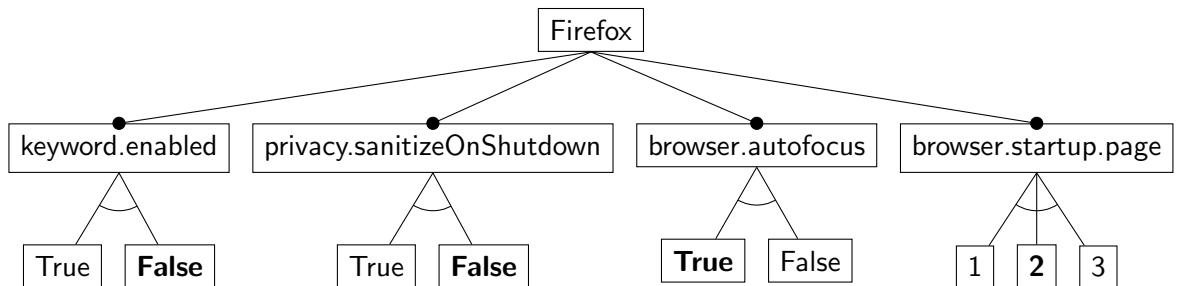 Firefox
keyword.enabled privacy.sanitizeOnShutdown browser.autofocus browser.startup.page
True False True False True False 1 2 3